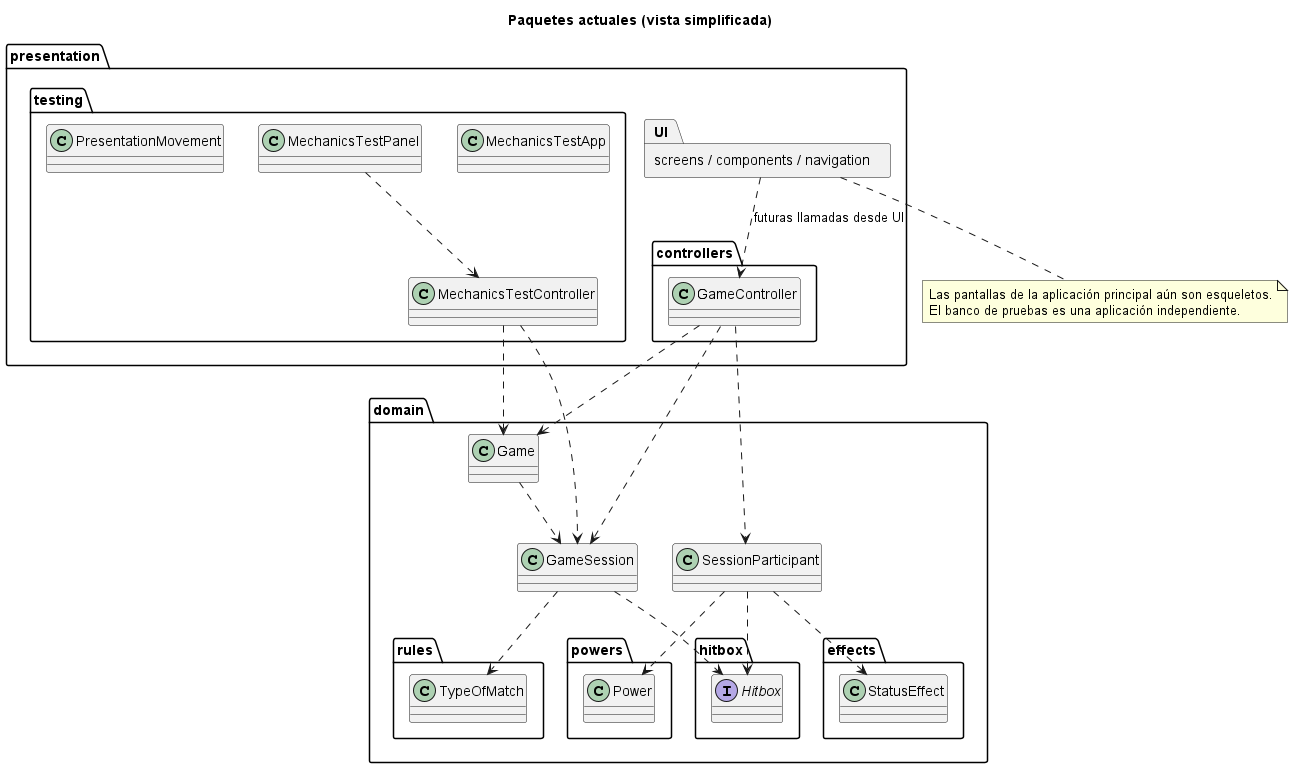 Paquetes actuales (vista simplificada)
presentation
testing
C PresentationMovement
C MechanicsTestPanel
C MechanicsTestApp
UI
screens / components / navigation
futuras llamadas desde UI
controllers
C MechanicsTestController
C GameController
Las pantallas de la aplicación principal aún son esqueletos.
El banco de pruebas es una aplicación independiente.
domain
C Game
C GameSession
C SessionParticipant
rules
powers
hitbox
effects
C TypeOfMatch
C Power
I Hitbox
C StatusEffect